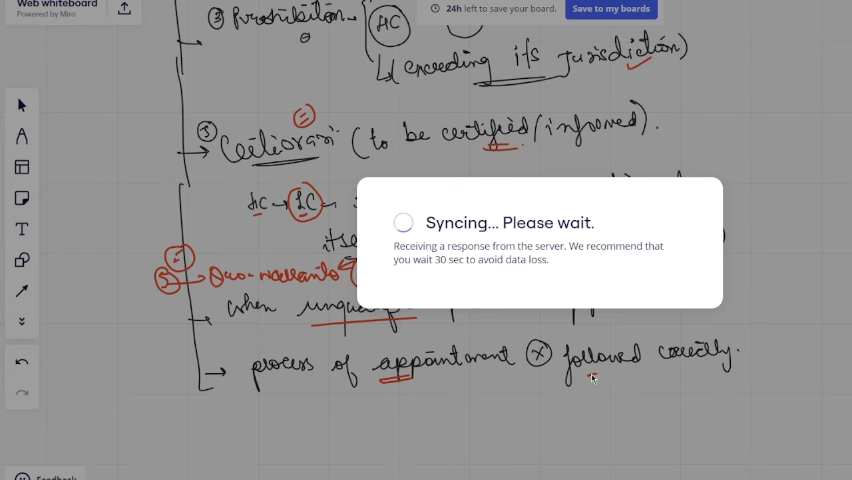 Web whiteboard
Powered by Miro
24h left to save your board.
Save to my boards
③ Prohibition
HC
(exceeding its Jurisdiction)
⑤ Certiorari (to be certified/informed).
HC → LC →
Syncing... Please wait.
Receiving a response from the server. We recommend that
you wait 30 sec to avoid data loss.
itse
⑤ → Quo-warranto (
when unqualif
→ process of appointment ⓧ followed correctly.
Feedback